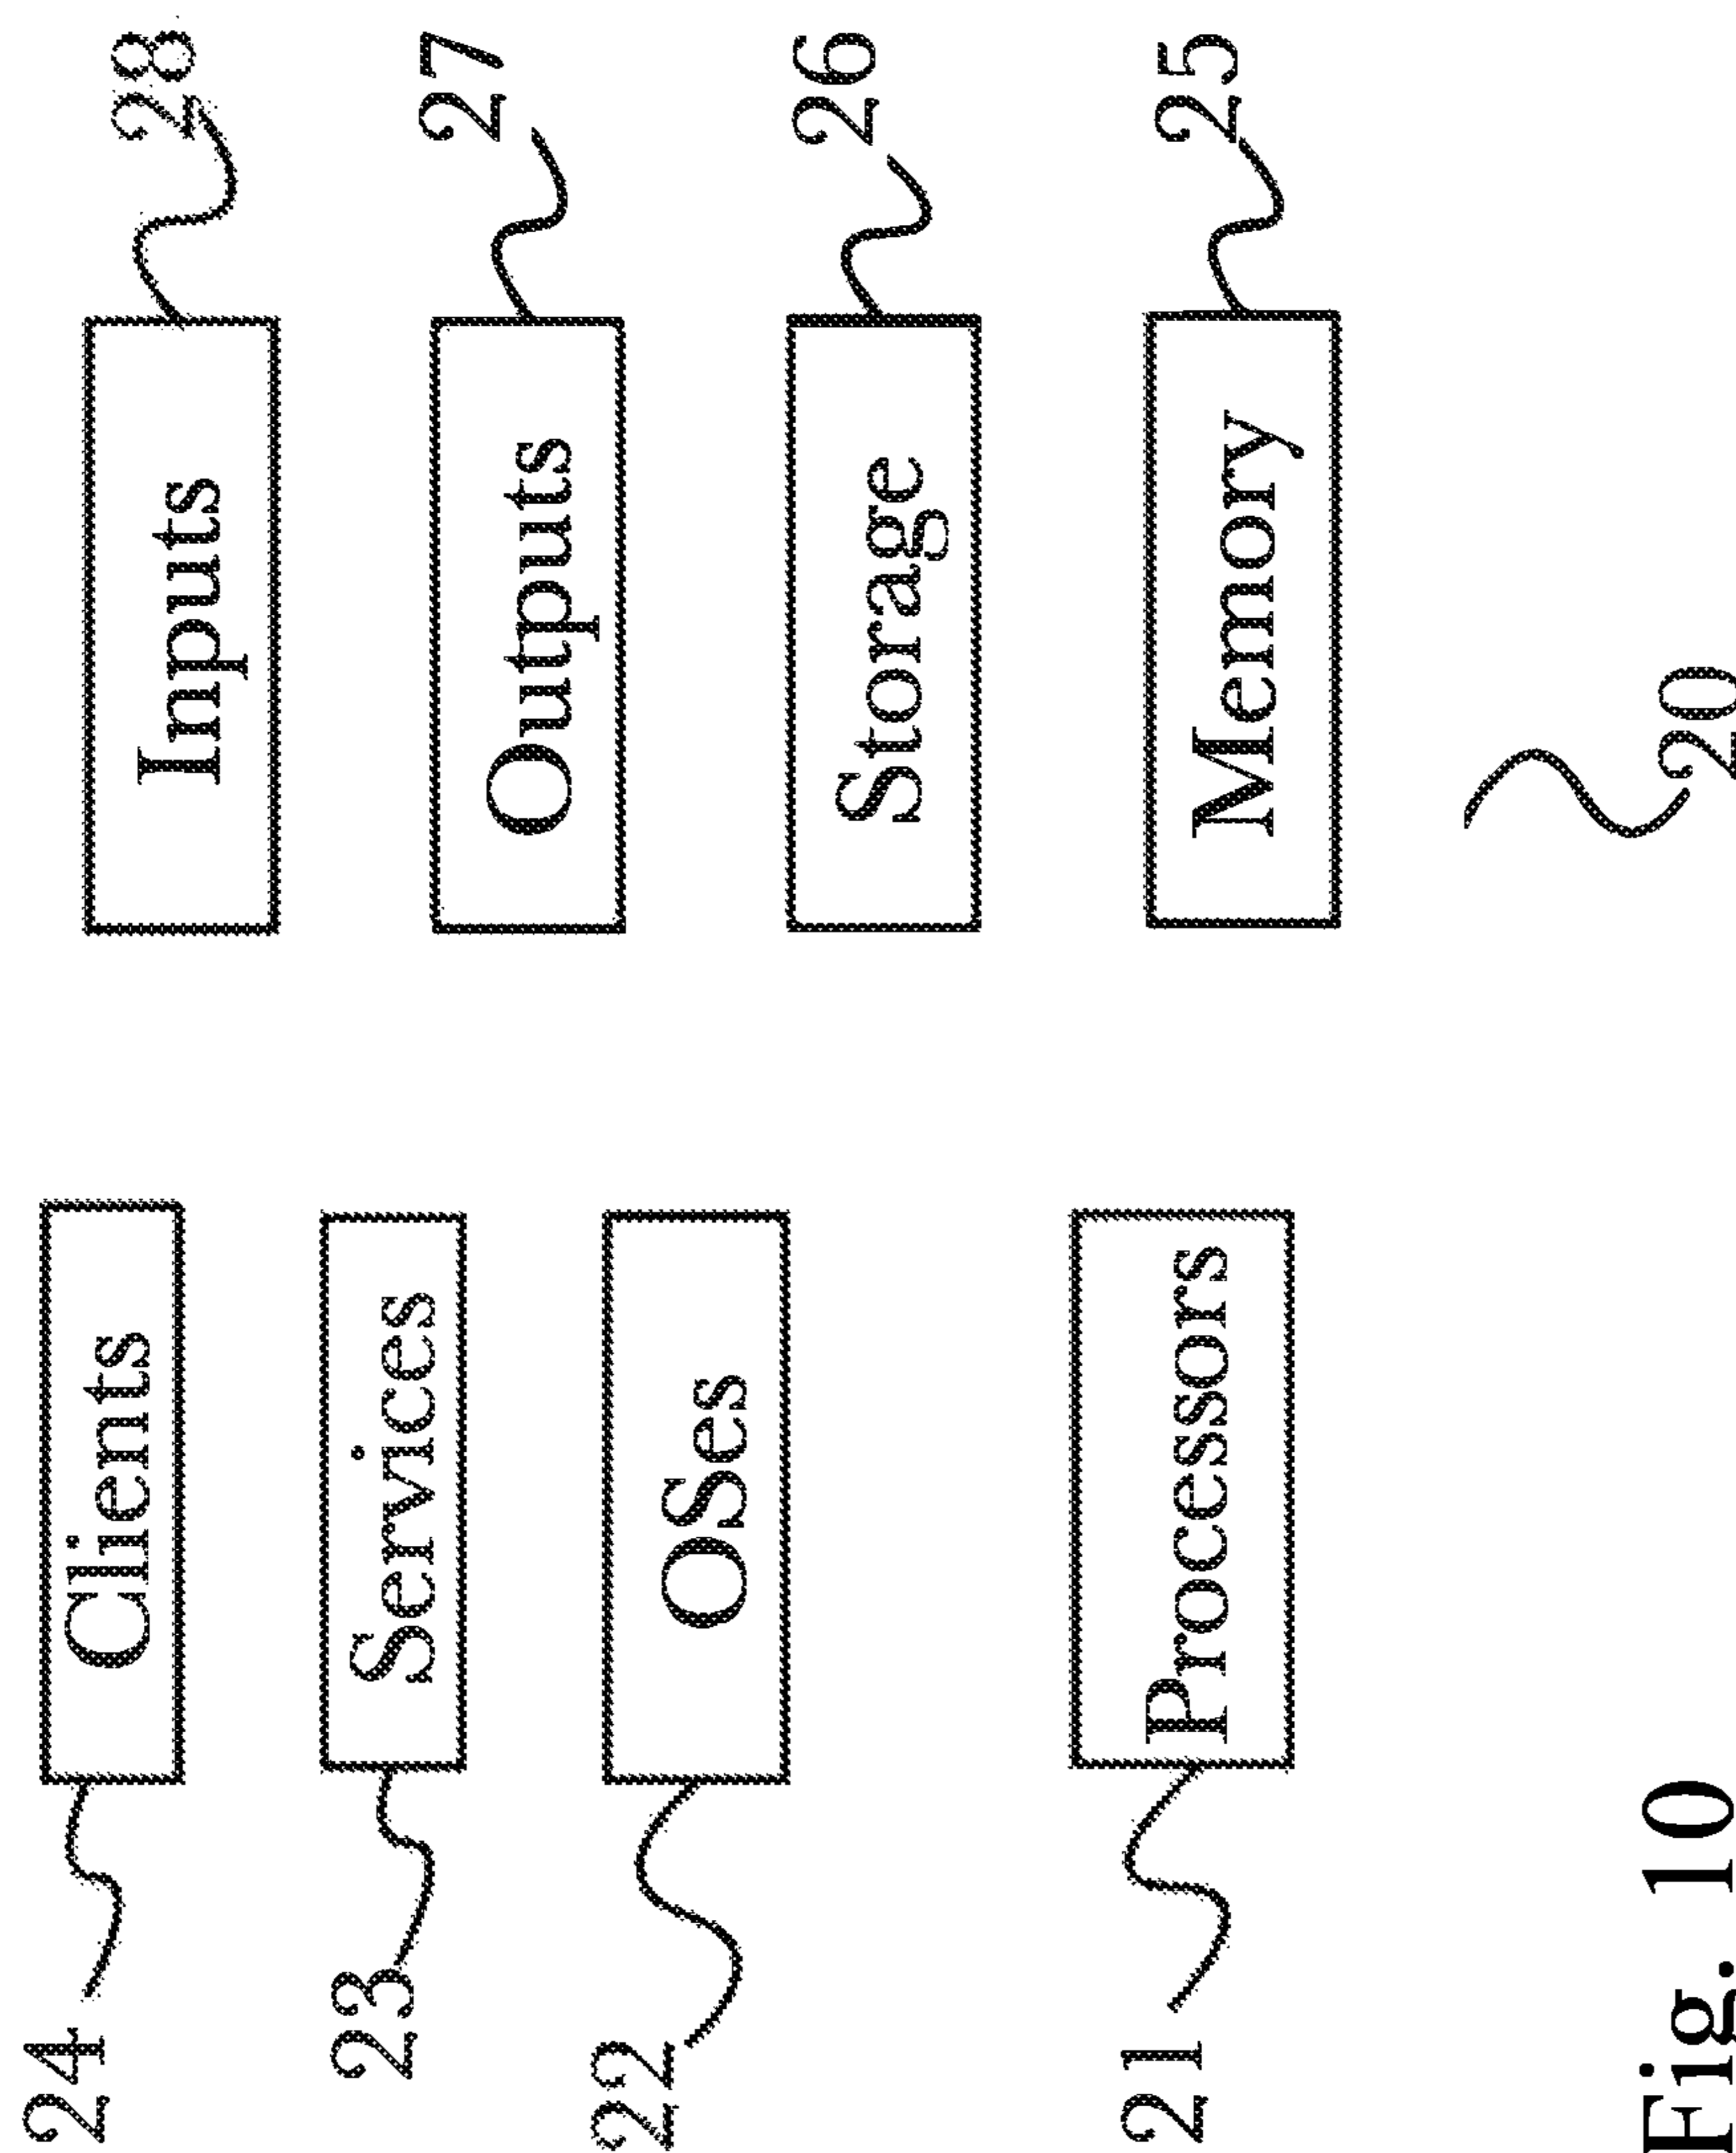 24 Clients Inputs 28
23 Services Outputs 27
22 OSes Storage 26
21 Processors Memory 25
20
Fig. 10